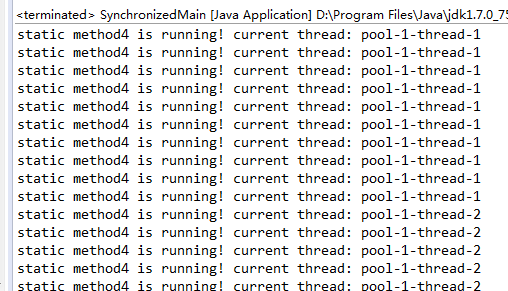 <terminated> SynchronizedMain [Java Application] D:\Program Files\Java\jdk1.7.0_75
static method4 is running! current thread: pool-1-thread-1
static method4 is running! current thread: pool-1-thread-1
static method4 is running! current thread: pool-1-thread-1
static method4 is running! current thread: pool-1-thread-1
static method4 is running! current thread: pool-1-thread-1
static method4 is running! current thread: pool-1-thread-1
static method4 is running! current thread: pool-1-thread-1
static method4 is running! current thread: pool-1-thread-1
static method4 is running! current thread: pool-1-thread-1
static method4 is running! current thread: pool-1-thread-1
static method4 is running! current thread: pool-1-thread-2
static method4 is running! current thread: pool-1-thread-2
static method4 is running! current thread: pool-1-thread-2
static method4 is running! current thread: pool-1-thread-2
static method4 is running! current thread: pool-1-thread-2